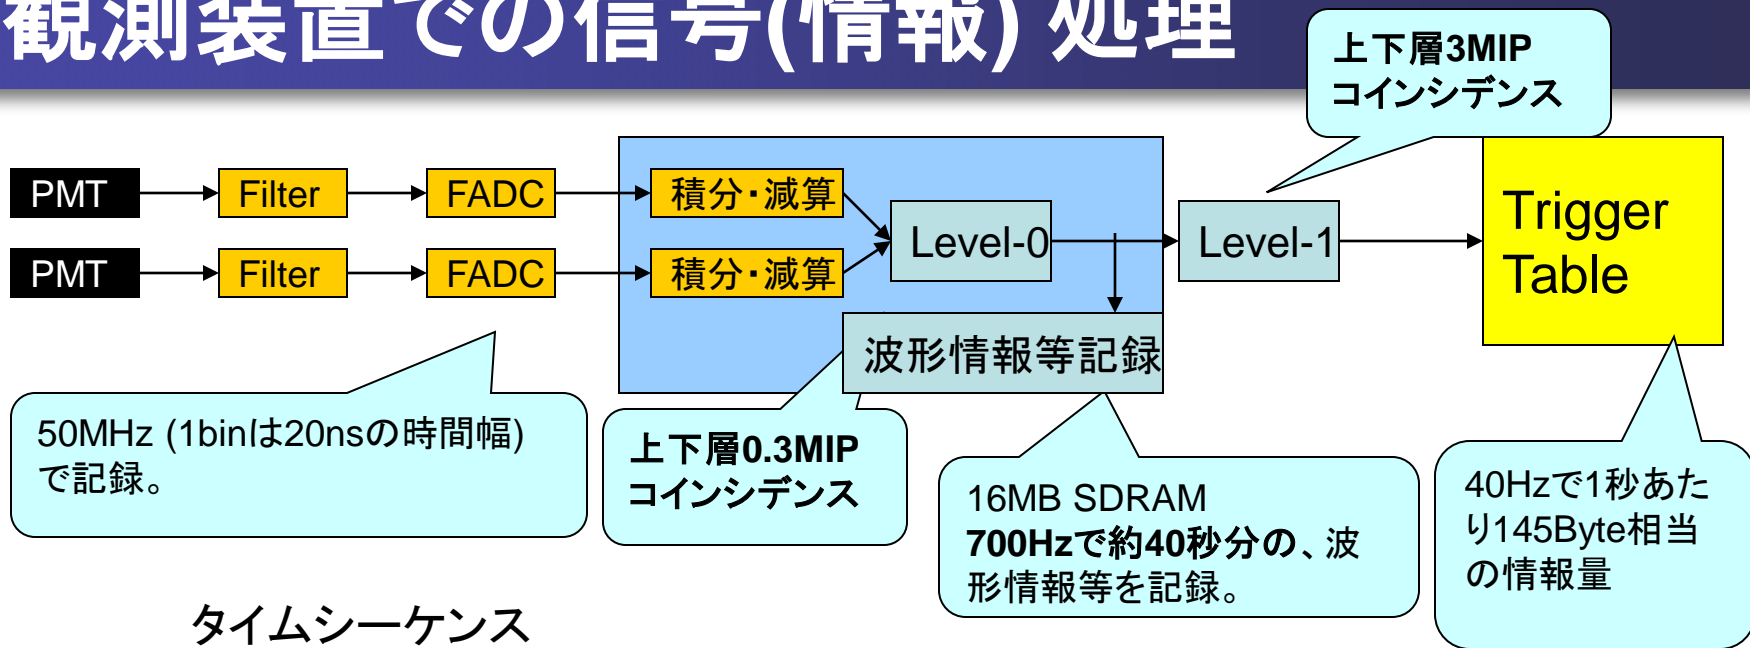 観測装置での信号(情報) 処理
上下層3MIP
コインシデンス
PMT
Filter
FADC
積分・減算
PMT
Filter
FADC
積分・減算
Level-0
Level-1
Trigger
Table
波形情報等記録
50MHz (1binは20nsの時間幅)
で記録。
上下層0.3MIP
コインシデンス
16MB SDRAM
700Hzで約40秒分の、波
形情報等を記録。
40Hzで1秒あた
り145Byte相当
の情報量
タイムシーケンス